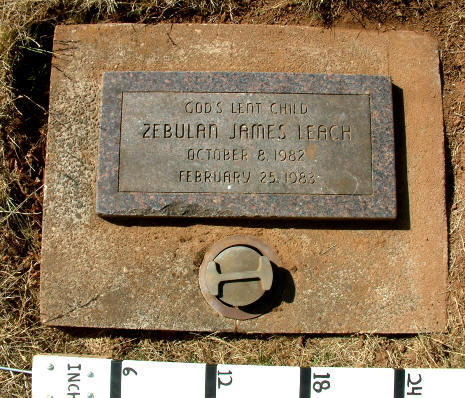 GOD'S LENT CHILD
ZEBULAN JAMES LEACH
OCTOBER 8, 1982
FEBRUARY 25, 1983
INCH
6
12
18
24